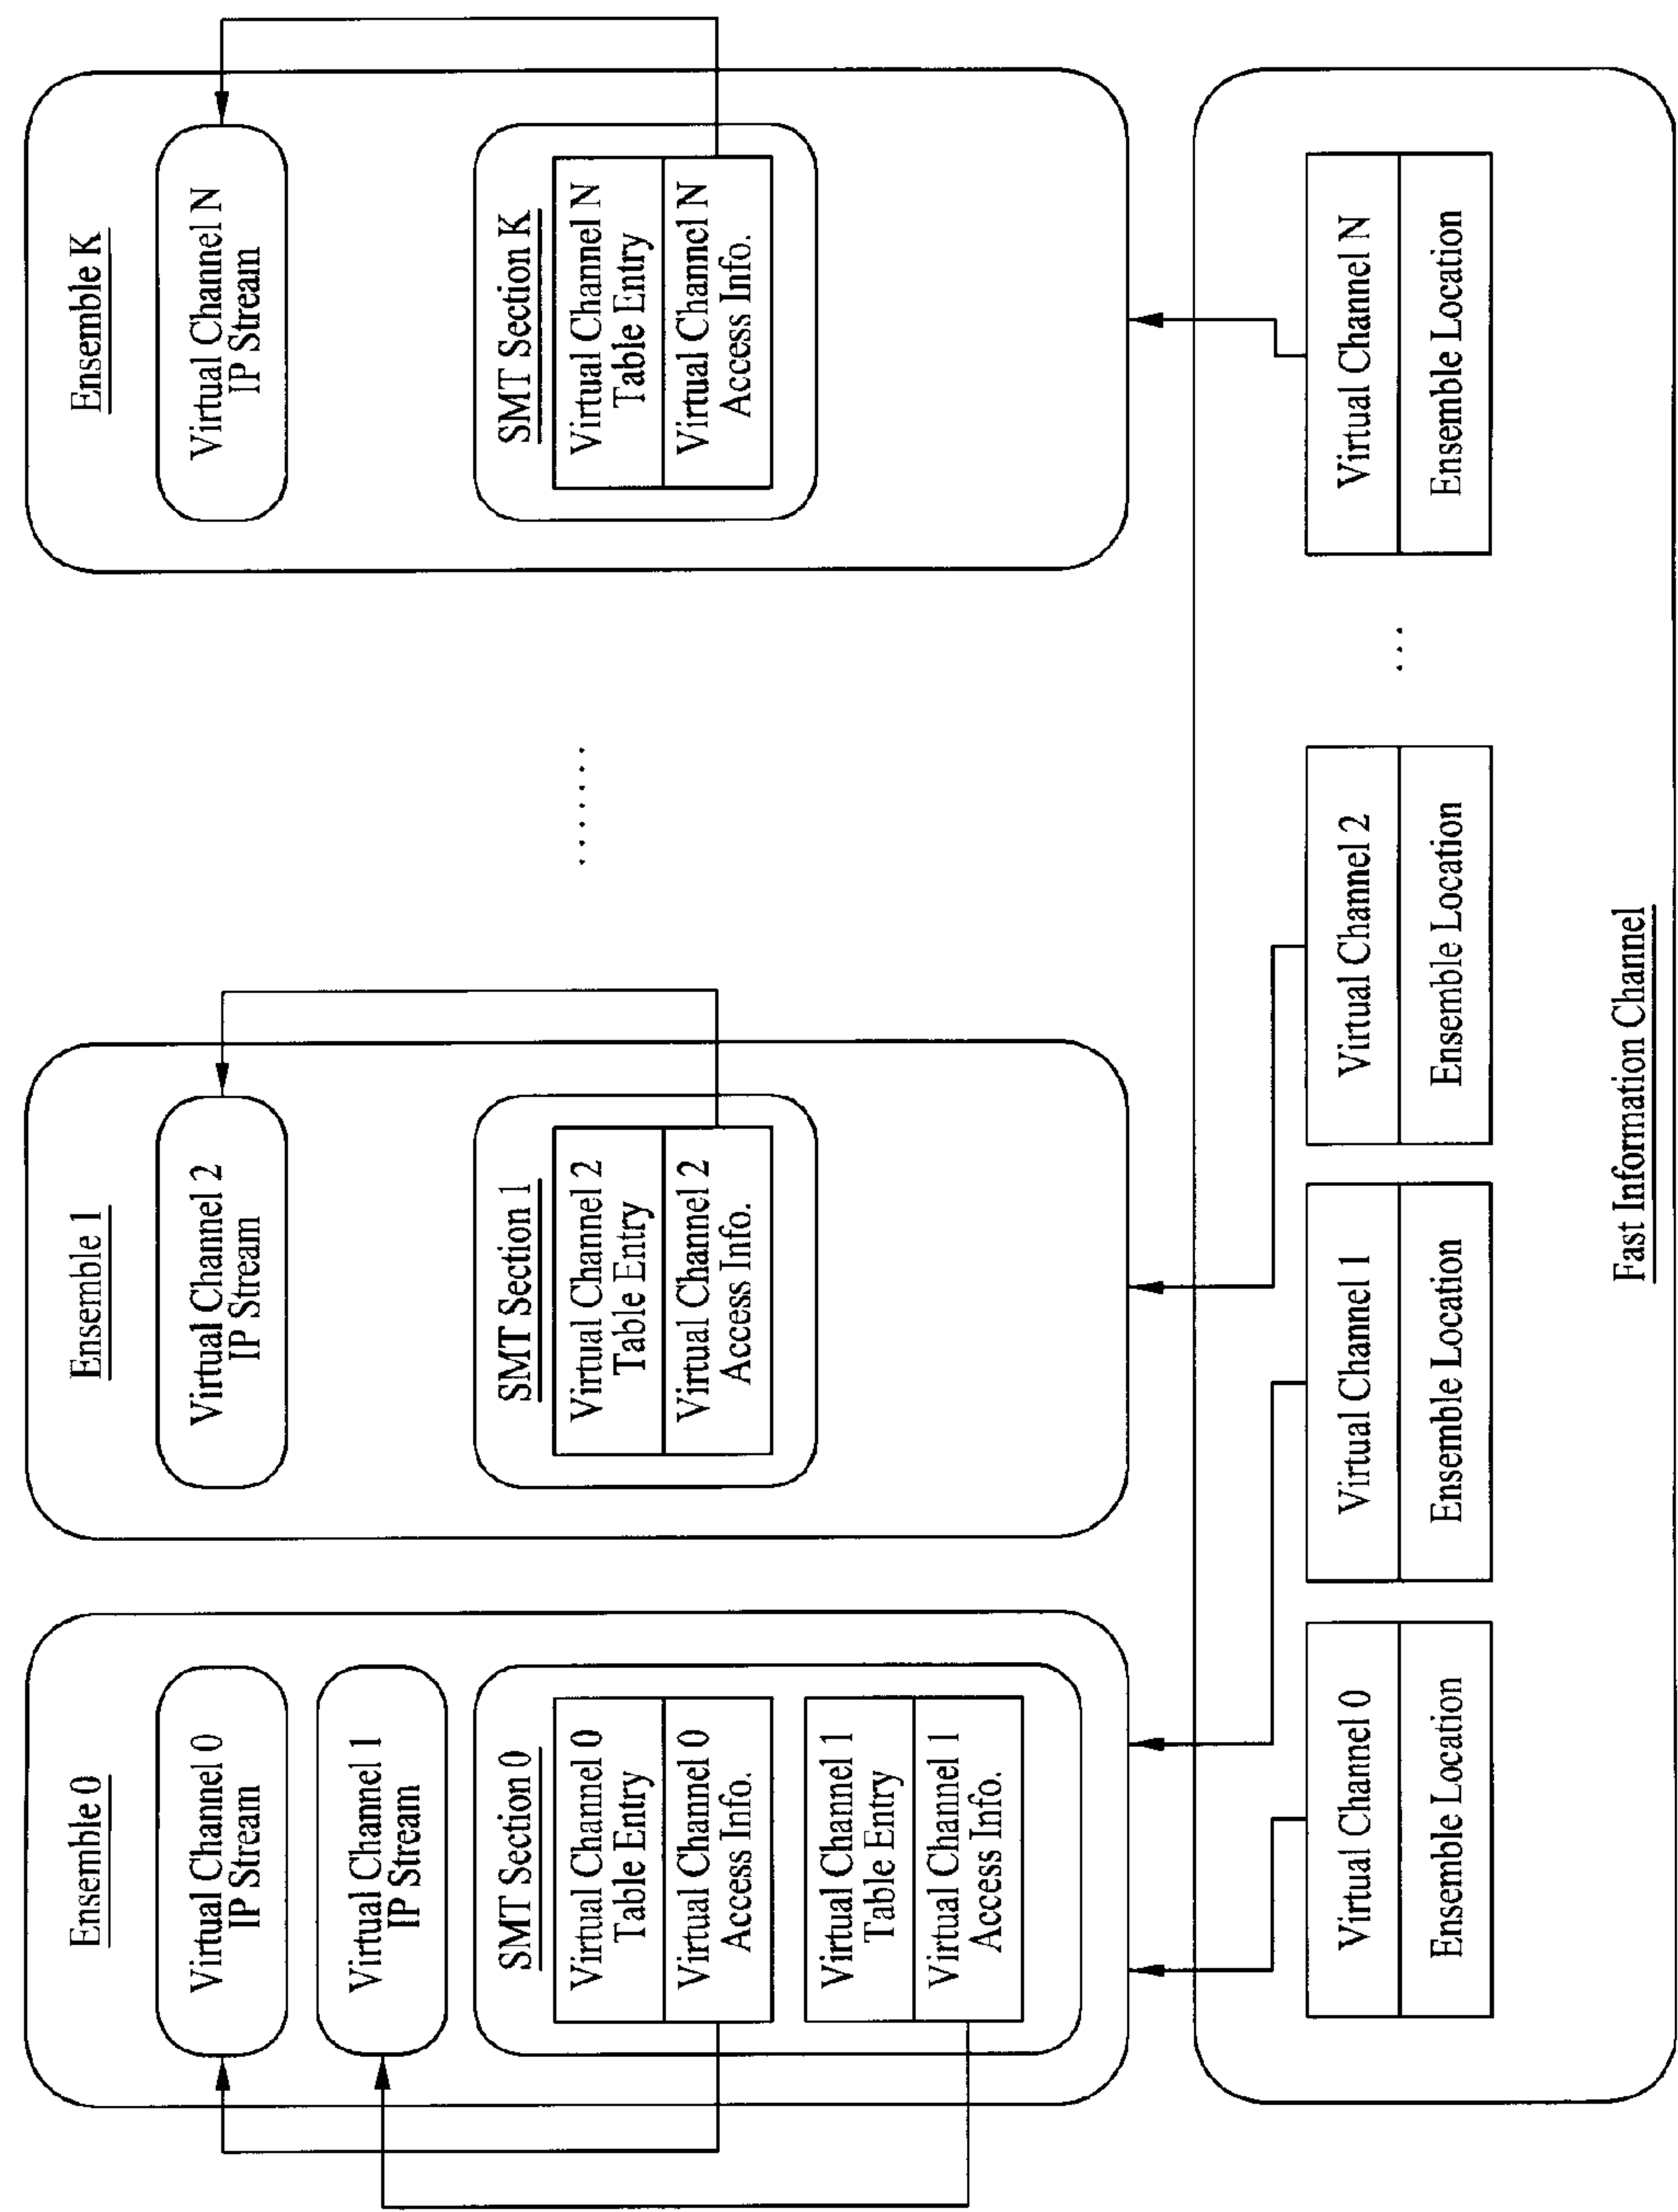 Ensemble 0
Virtual Channel 0
IP Stream
Virtual Channel 1
IP Stream
SMT Section 0
Virtual Channel 0
Table Entry
Virtual Channel 0
Access Info.
Virtual Channel 1
Table Entry
Virtual Channel 1
Access Info.
Ensemble 1
Virtual Channel 2
IP Stream
SMT Section 1
Virtual Channel 2
Table Entry
Virtual Channel 2
Access Info.
.......
Ensemble K
Virtual Channel N
IP Stream
SMT Section K
Virtual Channel N
Table Entry
Virtual Channel N
Access Info.
Virtual Channel 0
Ensemble Location
Virtual Channel 1
Ensemble Location
Virtual Channel 2
Ensemble Location
...
Virtual Channel N
Ensemble Location
Fast Information Channel